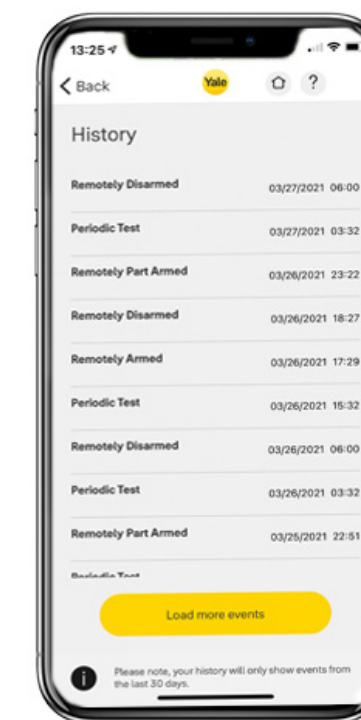 13:25
Back
Yale
?
History
Remotely Disarmed 03/27/2021 06:00
Periodic Test 03/27/2021 03:32
Remotely Part Armed 03/26/2021 23:22
Remotely Disarmed 03/26/2021 18:27
Remotely Armed 03/26/2021 17:29
Periodic Test 03/26/2021 15:32
Remotely Disarmed 03/26/2021 06:00
Periodic Test 03/26/2021 03:32
Remotely Part Armed 03/25/2021 22:51
Periodic Test
Load more events
i
Please note, your history will only show events from
the last 30 days.